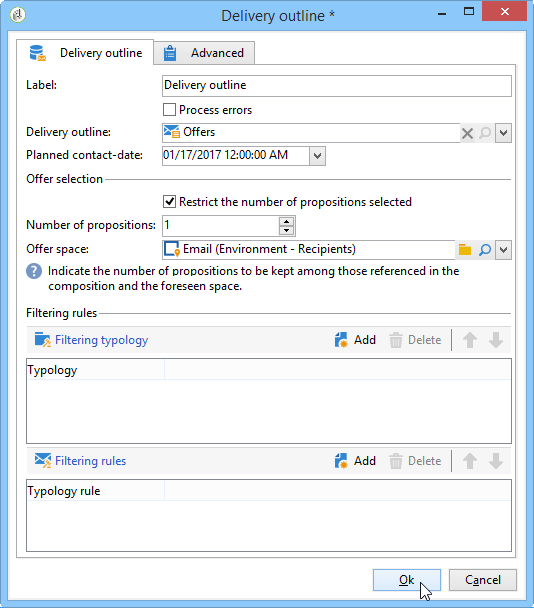 Delivery outline *
Delivery outline Advanced
Label: Delivery outline
Process errors
Delivery outline: Offers
Planned contact-date: 01/17/2017 12:00:00 AM
Offer selection
Restrict the number of propositions selected
Number of propositions: 1
Offer space: Email (Environment - Recipients)
? Indicate the number of propositions to be kept among those referenced in the
composition and the foreseen space.
Filtering rules
Filtering typology Add Delete
Typology
Filtering rules Add Delete
Typology rule
Ok Cancel